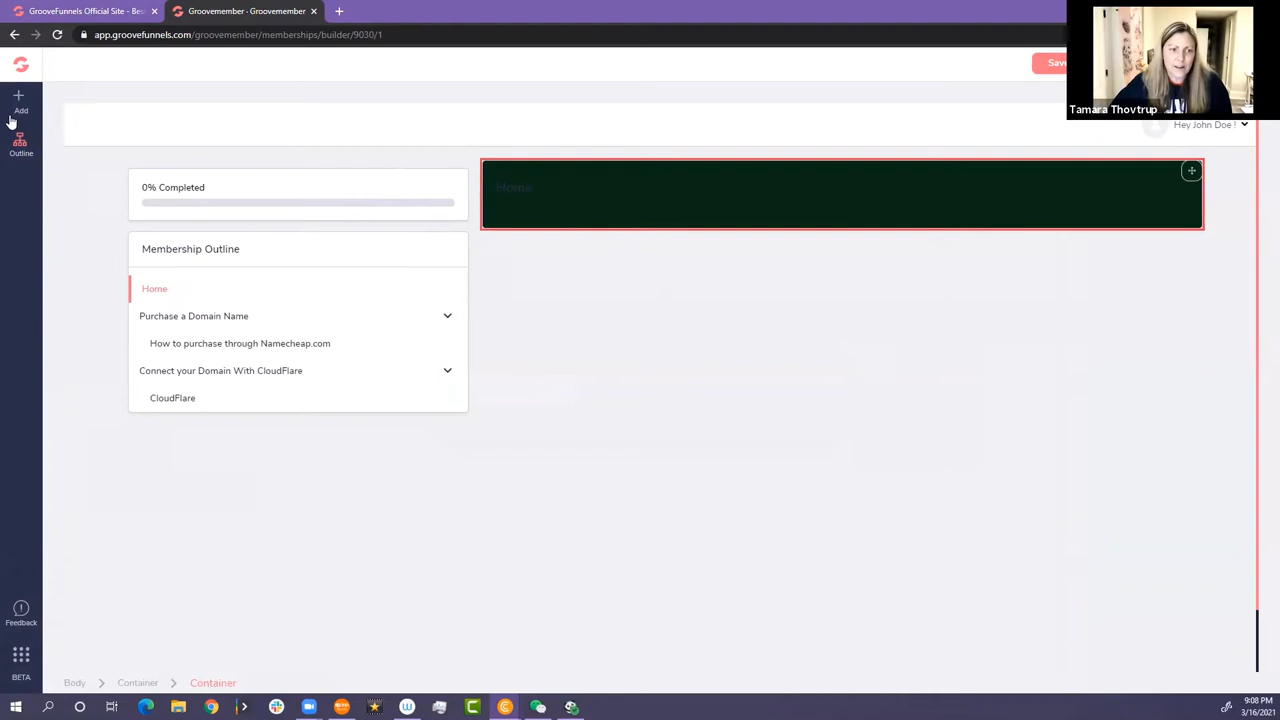 GrooveFunnels Official Site - Bes
Groovemember - Groovemember
app.groovefunnels.com/groovemember/memberships/builder/9030/1
Tamara Thovtrup
Add
Save
Hey John Doe !
Outline
0% Completed
Home
Membership Outline
Home
Purchase a Domain Name
How to purchase through Namecheap.com
Connect your Domain With CloudFlare
CloudFlare
Feedback
BETA
Body
Container
Container
9:08 PM
3/16/2021